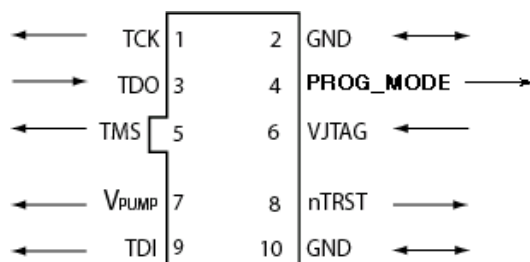 TCK 1 2 GND
TDO 3 4 PROG_MODE
TMS 5 6 VJTAG
VPUMP 7 8 nTRST
TDI 9 10 GND